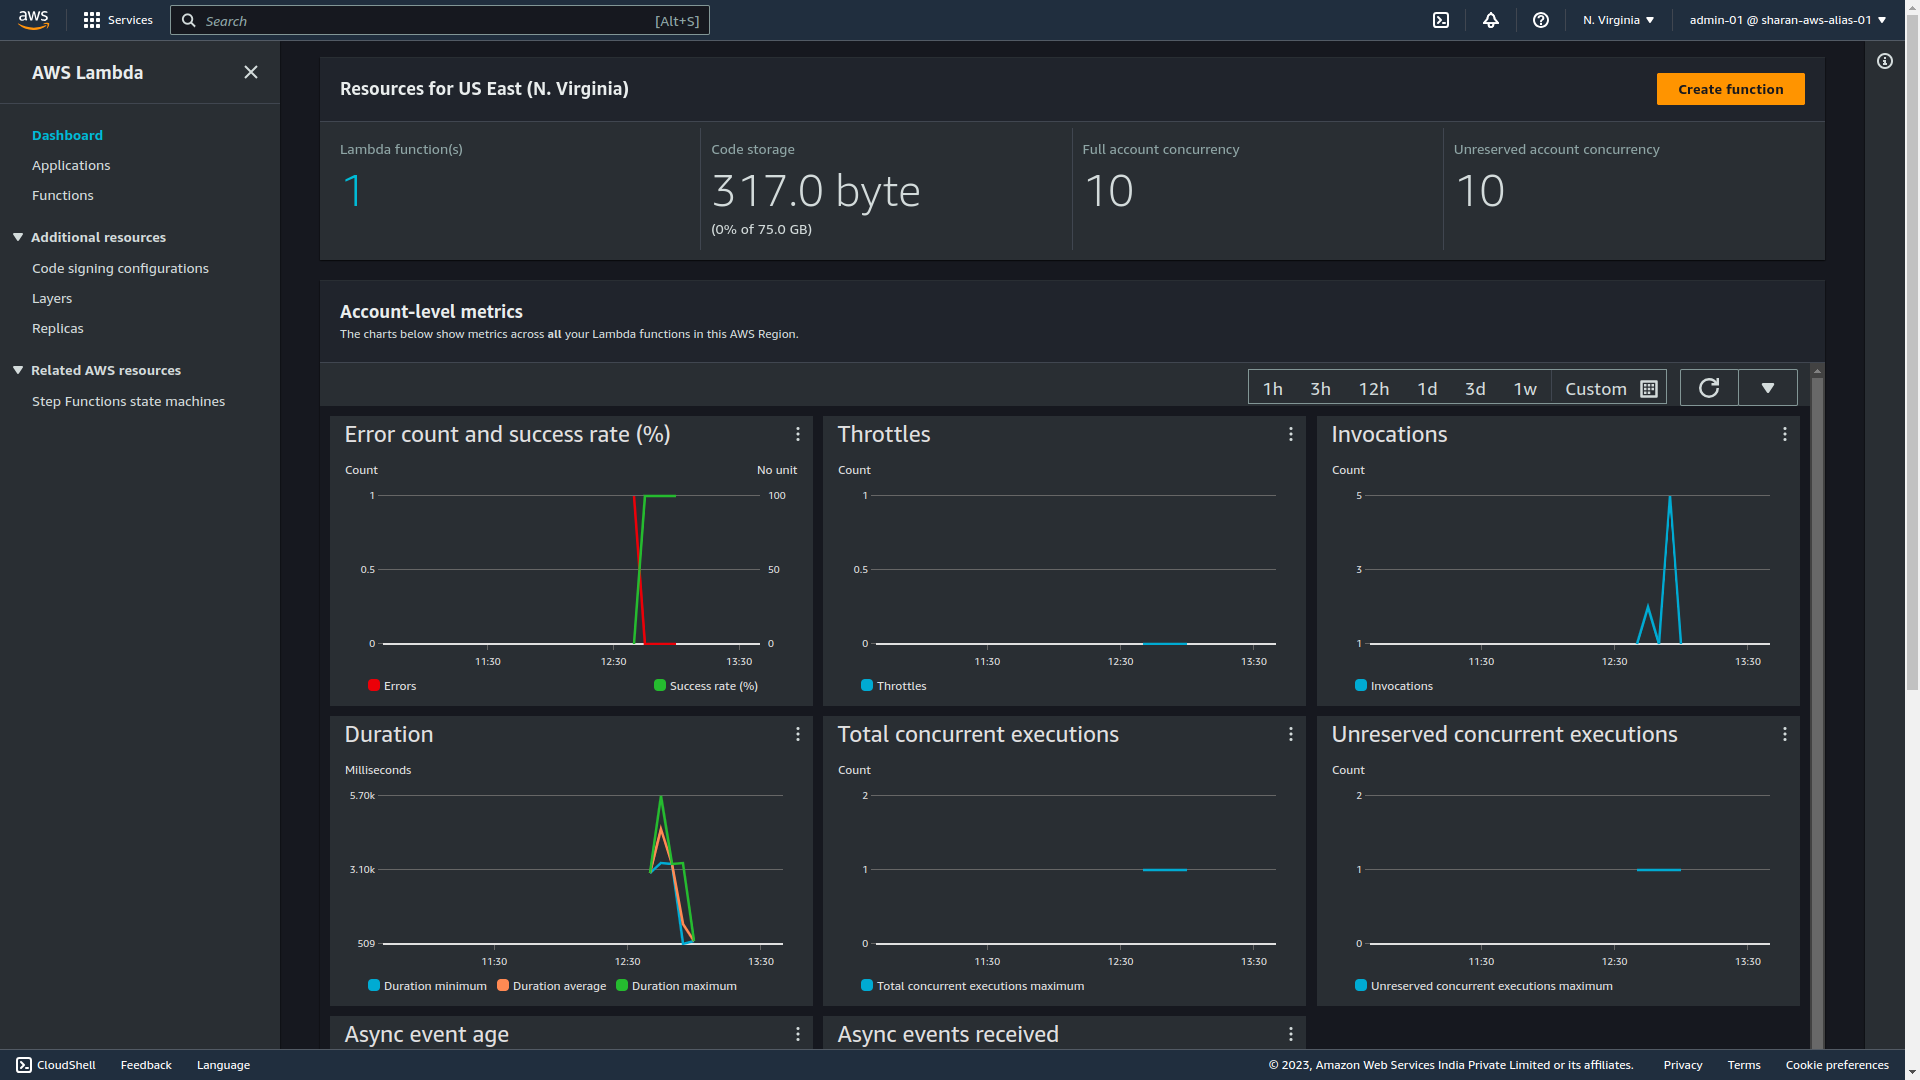 aws
Services
Search
[Alt+S]
N. Virginia
admin-01 @ sharan-aws-alias-01
AWS Lambda
Dashboard
Applications
Functions
Additional resources
Code signing configurations
Layers
Replicas
Related AWS resources
Step Functions state machines
Resources for US East (N. Virginia)
Create function
Lambda function(s)
1
Code storage
317.0 byte
(0% of 75.0 GB)
Full account concurrency
10
Unreserved account concurrency
10
Account-level metrics
The charts below show metrics across all your Lambda functions in this AWS Region.
1h 3h 12h 1d 3d 1w Custom
Error count and success rate (%)
Count
No unit
1
100
0.5
50
0
0
11:30
12:30
13:30
Errors
Success rate (%)
Throttles
Count
1
0.5
0
11:30
12:30
13:30
Throttles
Invocations
Count
5
3
1
11:30
12:30
13:30
Invocations
Duration
Milliseconds
5.70k
3.10k
509
11:30
12:30
13:30
Duration minimum
Duration average
Duration maximum
Total concurrent executions
Count
2
1
0
11:30
12:30
13:30
Total concurrent executions maximum
Unreserved concurrent executions
Count
2
1
0
11:30
12:30
13:30
Unreserved concurrent executions maximum
Async event age
Async events received
CloudShell
Feedback
Language
© 2023, Amazon Web Services India Private Limited or its affiliates.
Privacy
Terms
Cookie preferences